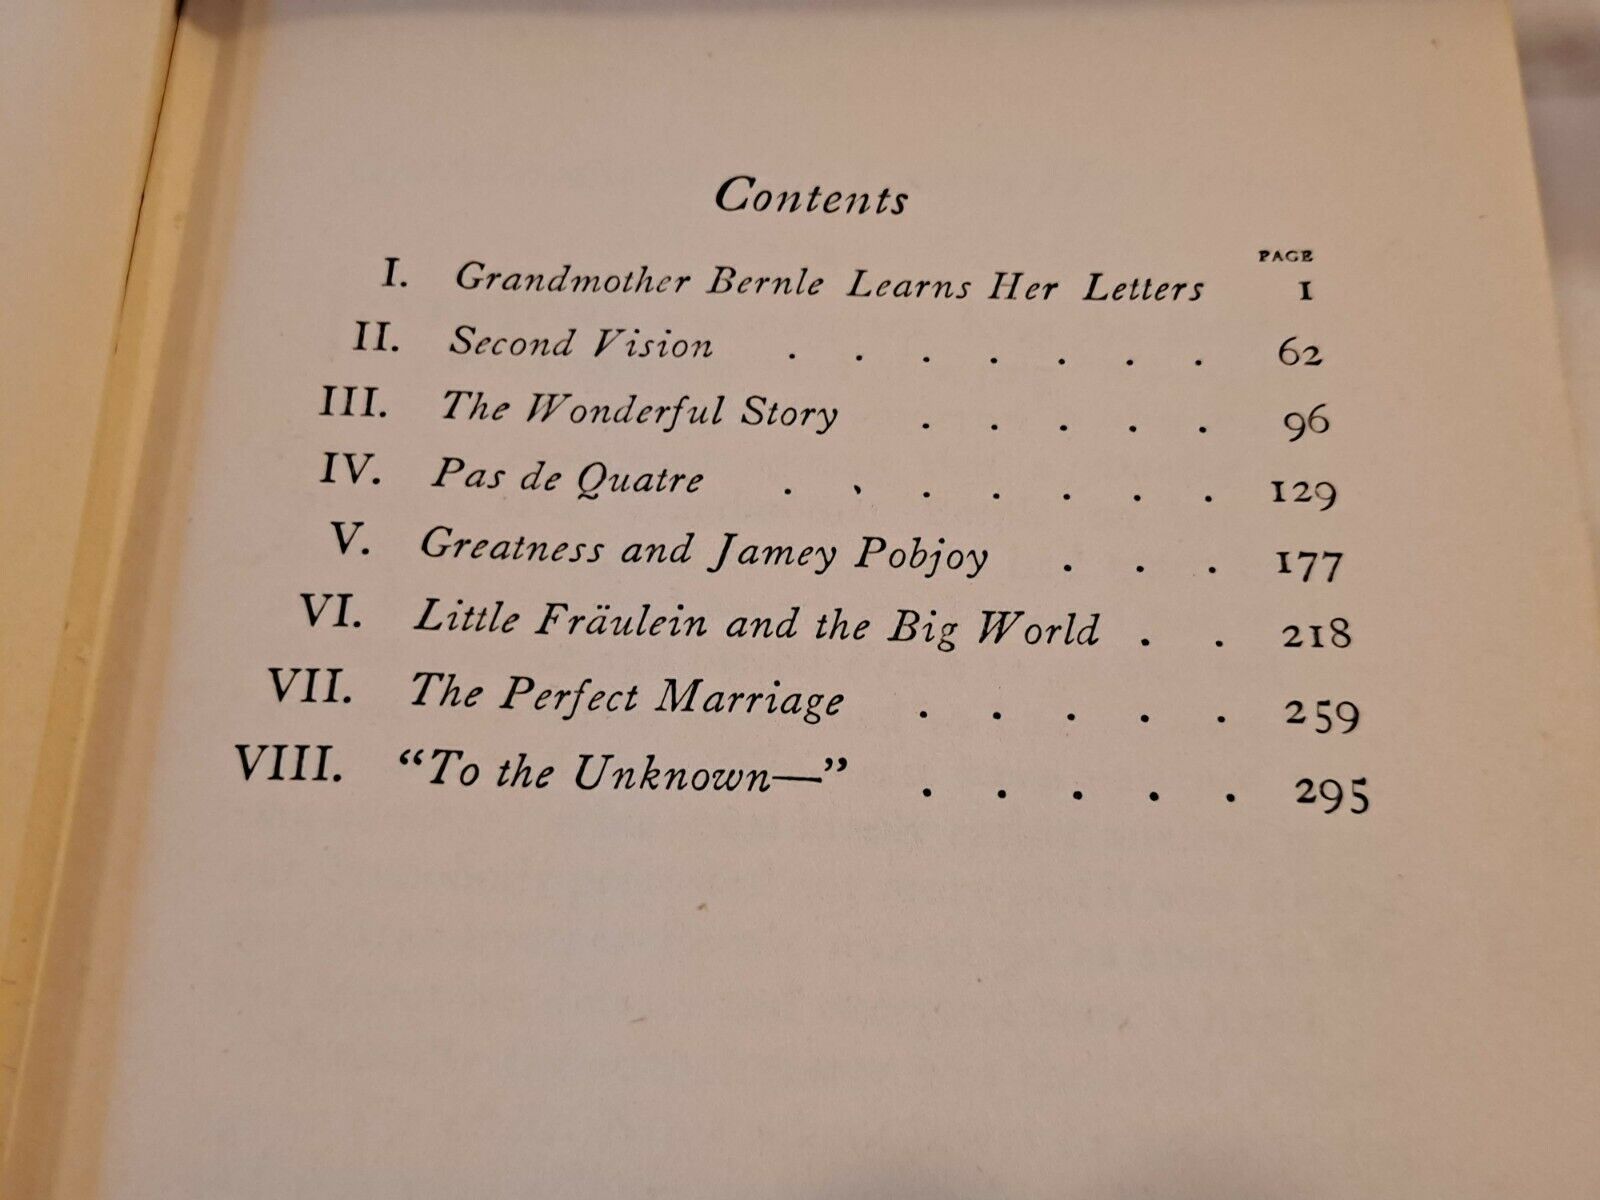 Contents
PAGE
I. Grandmother Bernle Learns Her Letters 1
II. Second Vision . . . . . . . 62
III. The Wonderful Story . . . . . 96
IV. Pas de Quatre . . . . . . . 129
V. Greatness and Jamey Pobjoy . . . 177
VI. Little Fräulein and the Big World . . 218
VII. The Perfect Marriage . . . . . 259
VIII. “To the Unknown—” . . . . . 295